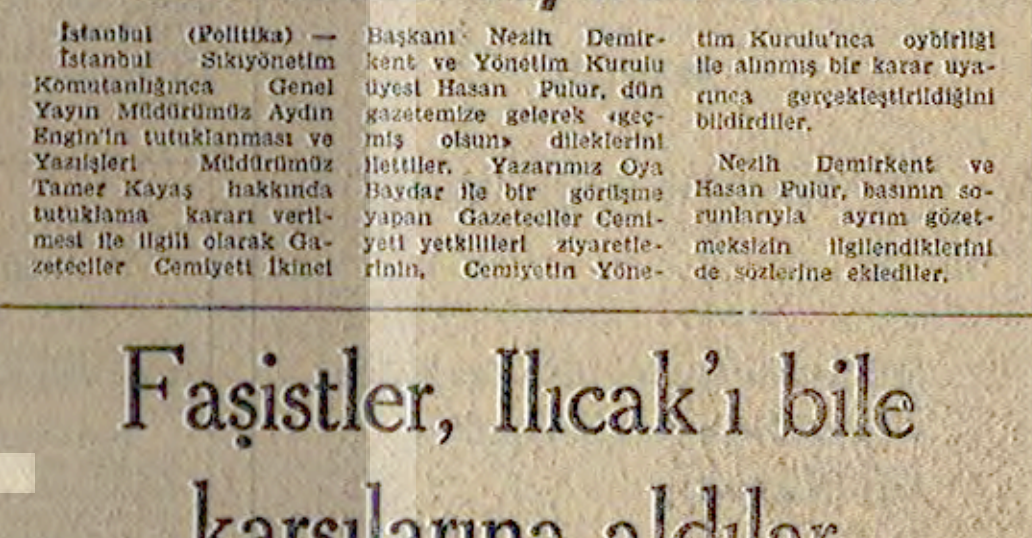 İstanbul (Politika) —
İstanbul Sıkıyönetim
Komutanlığınca Genel
Yayın Müdürümüz Aydın
Engin'in tutuklanması ve
Yazıişleri Müdürümüz
Tamer Kayaş hakkında
tutuklama kararı veril-
mesi ile ilgili olarak Ga-
zeteciler Cemiyeti İkinci
Başkanı Nezih Demir-
kent ve Yönetim Kurulu
üyesi Hasan Pulur, dün
gazetemize gelerek «geç-
miş olsun» dileklerini
ilettiler. Yazarımız Oya
Baydar ile bir görüşme
yapan Gazeteciler Cemi-
yeti yetkilileri ziyaretle-
rinin, Cemiyetin Yöne-
tim Kurulu'nca oybirliği
ile alınmış bir karar uya-
rınca gerçekleştirildiğini
bildirdiler.
Nezih Demirkent ve
Hasan Pulur, basının so-
runlarıyla ayrım gözet-
meksizin ilgilendiklerini
de sözlerine eklediler.
Faşistler, Ilıcak'ı bile
karşılarına aldılar